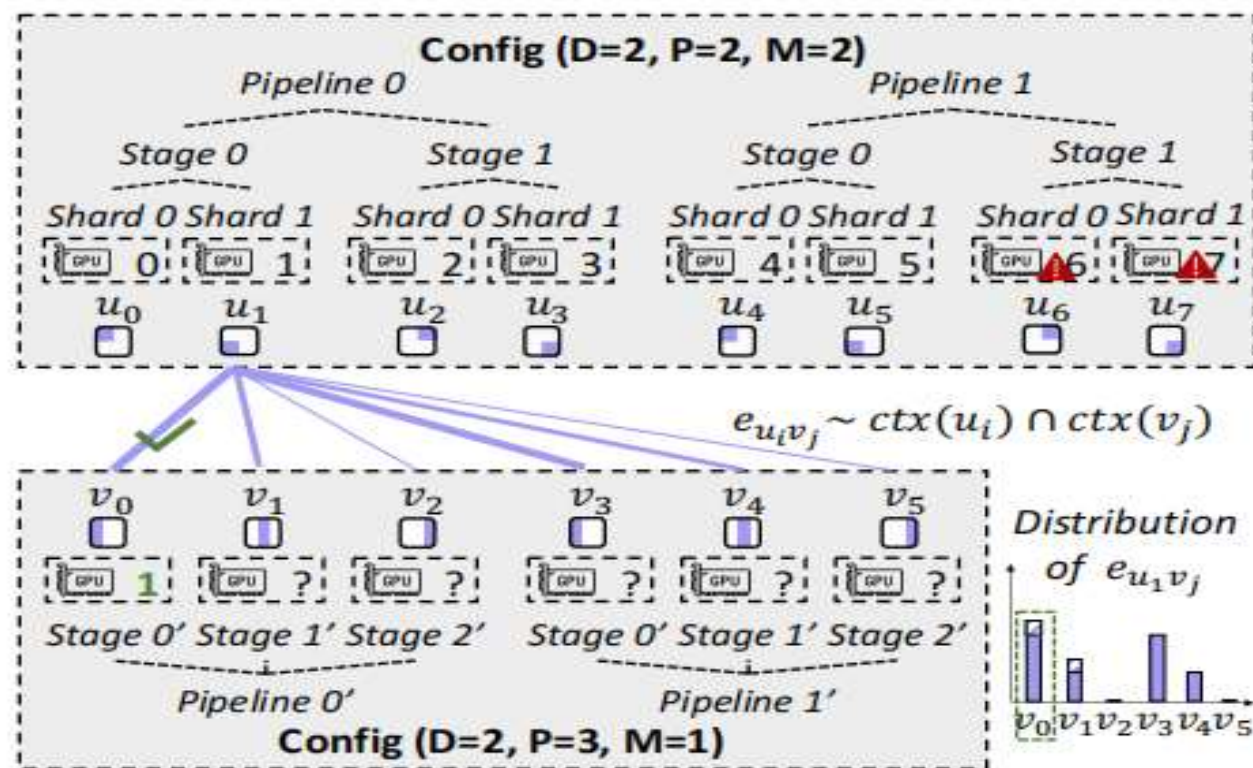 Config (D=2, P=2, M=2)
Pipeline 0 Pipeline 1
Stage 0 Stage 1 Stage 0 Stage 1
Shard 0 Shard 1 Shard 0 Shard 1 Shard 0 Shard 1 Shard 0 Shard 1
GPU 0 GPU 1 GPU 2 GPU 3 GPU 4 GPU 5 GPU 6 GPU 7
u₀ u₁ u₂ u₃ u₄ u₅ u₆ u₇
e_{u_i v_j} ~ ctx(u_i) ∩ ctx(v_j)
v₀ v₁ v₂ v₃ v₄ v₅
GPU 1 GPU ? GPU ? GPU ? GPU ? GPU ?
Stage 0' Stage 1' Stage 2' Stage 0' Stage 1' Stage 2'
Pipeline 0' Pipeline 1'
Config (D=2, P=3, M=1)
Distribution
of e_{u_1 v_j}
v₀ v₁ v₂ v₃ v₄ v₅